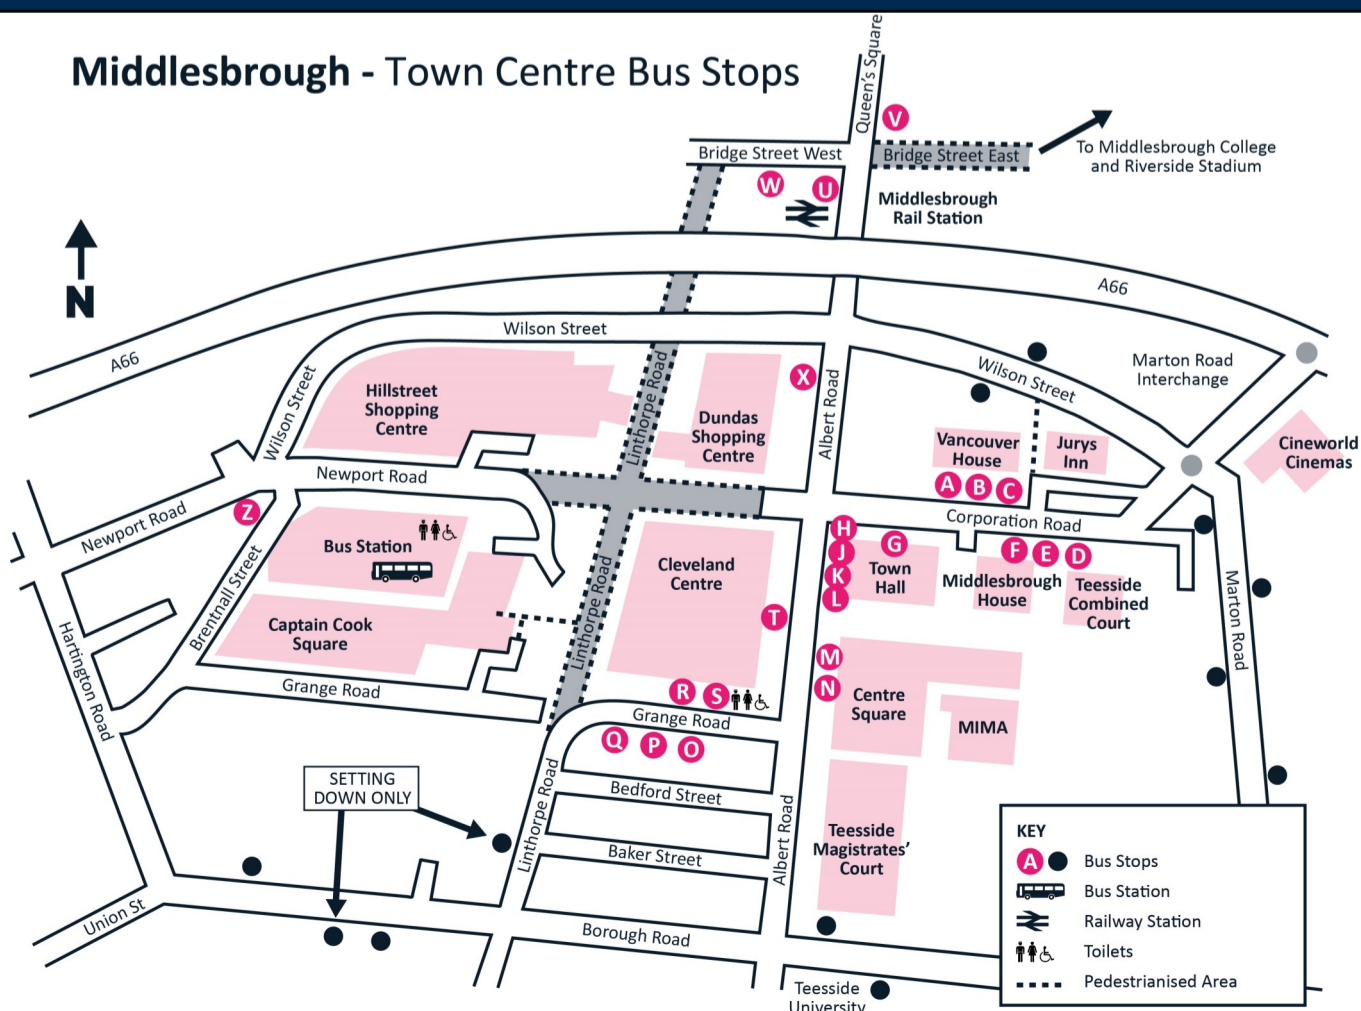 Middlesbrough - Town Centre Bus Stops
Queen's Square
V
Bridge Street West
Bridge Street East
To Middlesbrough College
and Riverside Stadium
W
U
Middlesbrough
Rail Station
N
A66
A66
Wilson Street
Wilson Street
Wilson Street
Marton Road
Interchange
Hillstreet
Shopping
Centre
Linthorpe Road
Dundas
Shopping
Centre
X
Albert Road
Vancouver
House
Jurys
Inn
Cineworld
Cinemas
A
B
C
Newport Road
Newport Road
Z
Corporation Road
Bus Station
Brentnall Street
Captain Cook
Square
Linthorpe Road
Cleveland
Centre
T
H
J
K
L
G
Town
Hall
F
E
D
Middlesbrough
House
Teesside
Combined
Court
Marton Road
Hartington Road
Grange Road
R
S
Grange Road
Q
P
O
M
N
Centre
Square
MIMA
SETTING
DOWN ONLY
Linthorpe Road
Bedford Street
Baker Street
Albert Road
Teesside
Magistrates'
Court
Union St
Borough Road
Teesside
University
KEY
A
Bus Stops
Bus Station
Railway Station
Toilets
Pedestrianised Area